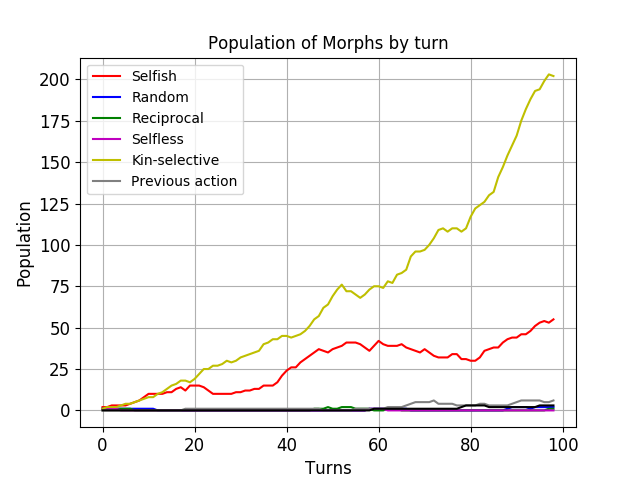 Population of Morphs by turn
Selfish
Random
Reciprocal
Selfless
Kin-selective
Previous action
Population
200
175
150
125
100
75
50
25
0
0 20 40 60 80 100
Turns